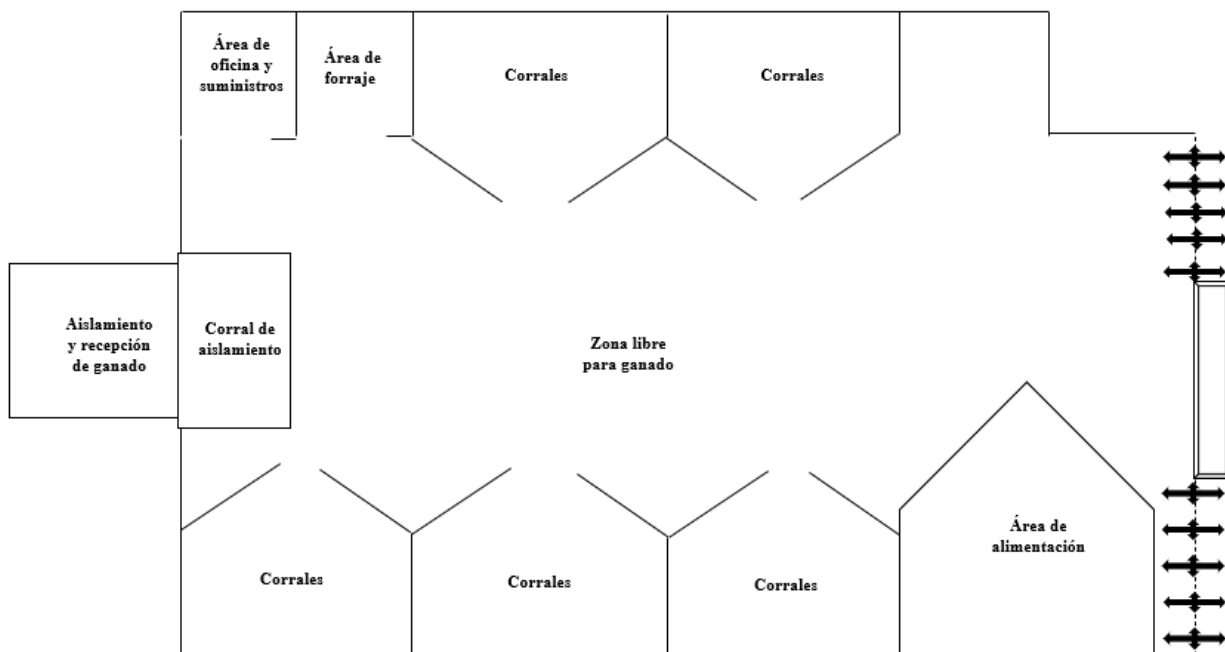 Área de
oficina y
suministros
Área de
forraje
Corrales
Corrales
Aislamiento
y recepción
de ganado
Corral de
aislamiento
Zona libre
para ganado
Área de
alimentación
Corrales
Corrales
Corrales